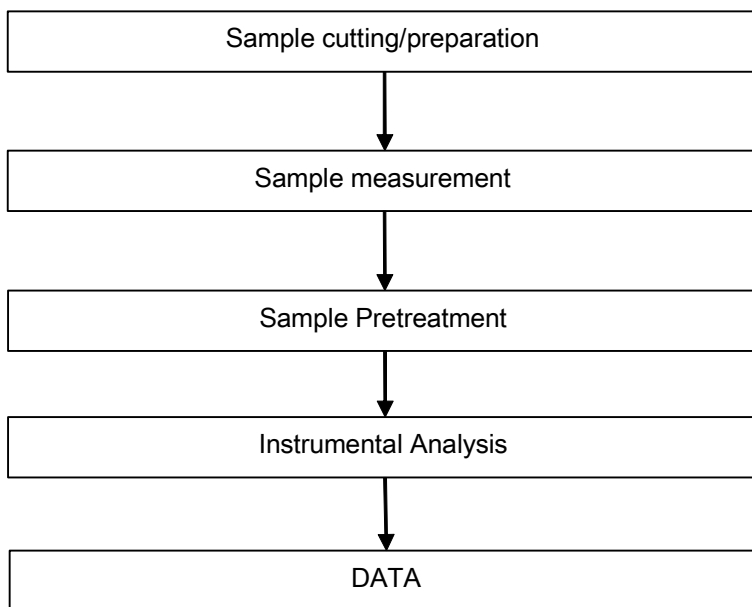 Sample cutting/preparation
Sample measurement
Sample Pretreatment
Instrumental Analysis
DATA